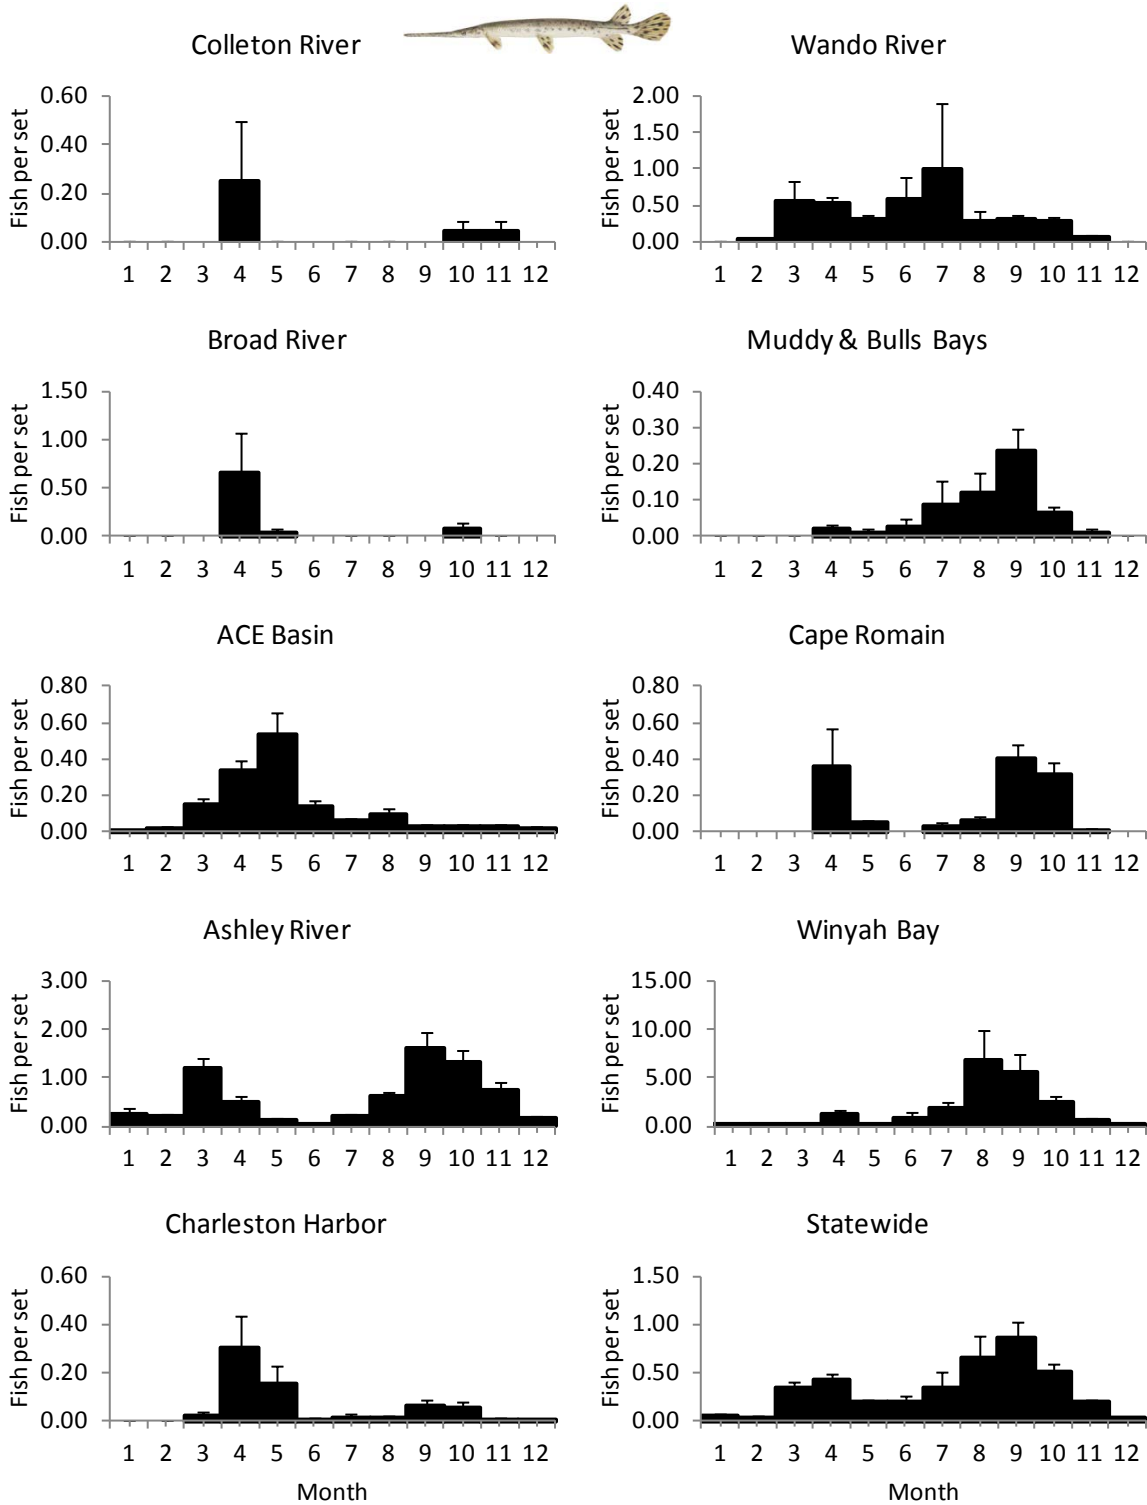 Colleton River
Fish per set
0.60
0.40
0.20
0.00
1 2 3 4 5 6 7 8 9 10 11 12
Wando River
Fish per set
2.00
1.50
1.00
0.50
0.00
1 2 3 4 5 6 7 8 9 10 11 12
Broad River
Fish per set
1.50
1.00
0.50
0.00
1 2 3 4 5 6 7 8 9 10 11 12
Muddy & Bulls Bays
Fish per set
0.40
0.30
0.20
0.10
0.00
1 2 3 4 5 6 7 8 9 10 11 12
ACE Basin
Fish per set
0.80
0.60
0.40
0.20
0.00
1 2 3 4 5 6 7 8 9 10 11 12
Cape Romain
Fish per set
0.80
0.60
0.40
0.20
0.00
1 2 3 4 5 6 7 8 9 10 11 12
Ashley River
Fish per set
3.00
2.00
1.00
0.00
1 2 3 4 5 6 7 8 9 10 11 12
Winyah Bay
Fish per set
15.00
10.00
5.00
0.00
1 2 3 4 5 6 7 8 9 10 11 12
Charleston Harbor
Fish per set
0.60
0.40
0.20
0.00
1 2 3 4 5 6 7 8 9 10 11 12
Month
Statewide
Fish per set
1.50
1.00
0.50
0.00
1 2 3 4 5 6 7 8 9 10 11 12
Month